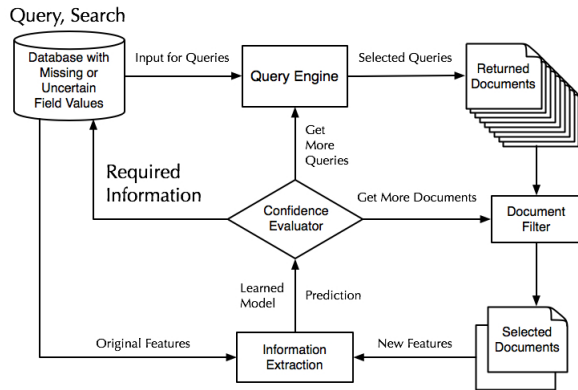 Query, Search
Database with
Missing or
Uncertain
Field Values
Input for Queries
Query Engine
Selected Queries
Returned
Documents
Get
More
Queries
Required
Information
Confidence
Evaluator
Get More Documents
Document
Filter
Learned
Model
Prediction
Original Features
Information
Extraction
New Features
Selected
Documents